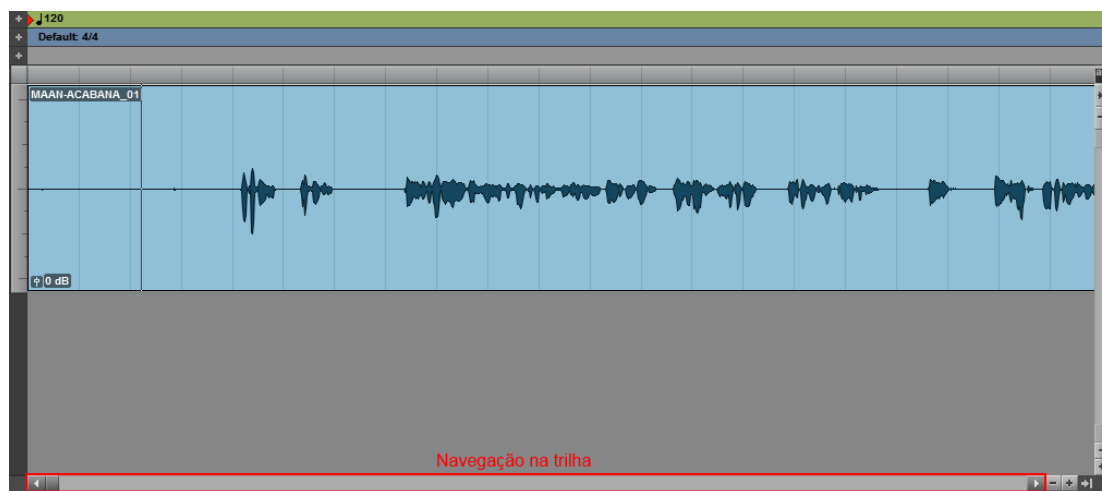 120
Default: 4/4
MAAN-ACABANA_01
0 dB
Navegação na trilha